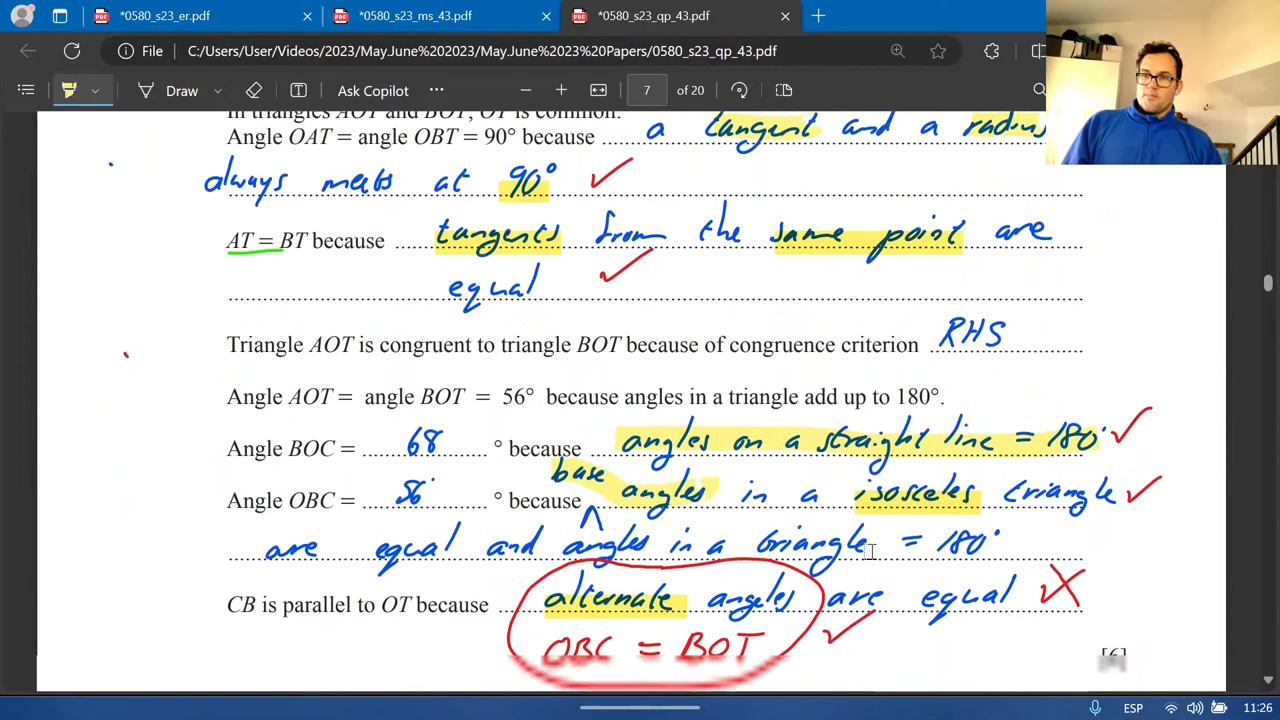 *0580_s23_er.pdf
*0580_s23_ms_43.pdf
*0580_s23_qp_43.pdf
File C:/Users/User/Videos/2023/May.June%202023/May.June%2023%20Papers/0580_s23_qp_43.pdf
Draw Ask Copilot 7 of 20
In triangles AOT and BOT, OT is common.
Angle OAT = angle OBT = 90° because a tangent and a radius
always meets at 90°
AT = BT because tangents from the same point are
equal
Triangle AOT is congruent to triangle BOT because of congruence criterion RHS
Angle AOT = angle BOT = 56° because angles in a triangle add up to 180°.
Angle BOC = 68 ° because angles on a straight line = 180°
Angle OBC = 56° ° because base angles in a isosceles triangle
are equal and angles in a triangle = 180°
CB is parallel to OT because alternate angles are equal
OBC = BOT
[6]
ESP 11:26